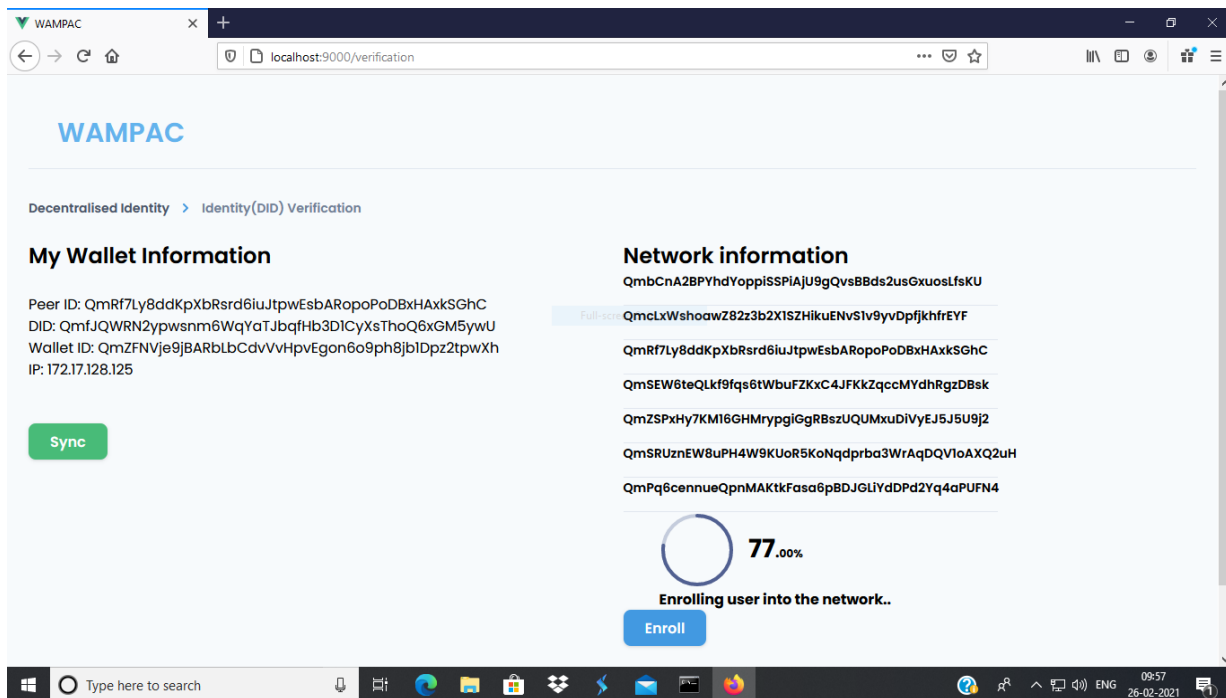 WAMPAC
localhost:9000/verification
WAMPAC
Decentralised Identity > Identity(DID) Verification
My Wallet Information
Peer ID: QmRf7Ly8ddKpXbRsrd6iuJtpwEsbARopoPoDBxHAxkSGhC
DID: QmfJQWRN2ypwsnm6WqYaTJbqfHb3D1CyXsThoQ6xGM5ywU
Wallet ID: QmZFNVje9jBARbLbCdvVvHpvEgon6o9ph8jb1Dpz2tpwXh
IP: 172.17.128.125
Sync
Network information
QmbCnA2BPYhdYoppiSSPiAjU9gQvsBBds2usGxuosLfsKU
Full-scre
QmcLxWshoawZ82z3b2X1SZHikuENvS1v9yvDpfjkhfrEYF
QmRf7Ly8ddKpXbRsrd6iuJtpwEsbARopoPoDBxHAxkSGhC
QmSEW6teQLkf9fqs6tWbuFZKxC4JFKkZqccMYdhRgzDBsk
QmZSPxHy7KM16GHMrypgiGgRBszUQUMxuDiVyEJ5J5U9j2
QmSRUznEW8uPH4W9KUoR5KoNqdprba3WrAqDQV1oAXQ2uH
QmPq6cennueQpnMAKtkFasa6pBDJGLiYdDPd2Yq4aPUFN4
77.00%
Enrolling user into the network..
Enroll
Type here to search
ENG
09:57
26-02-2021